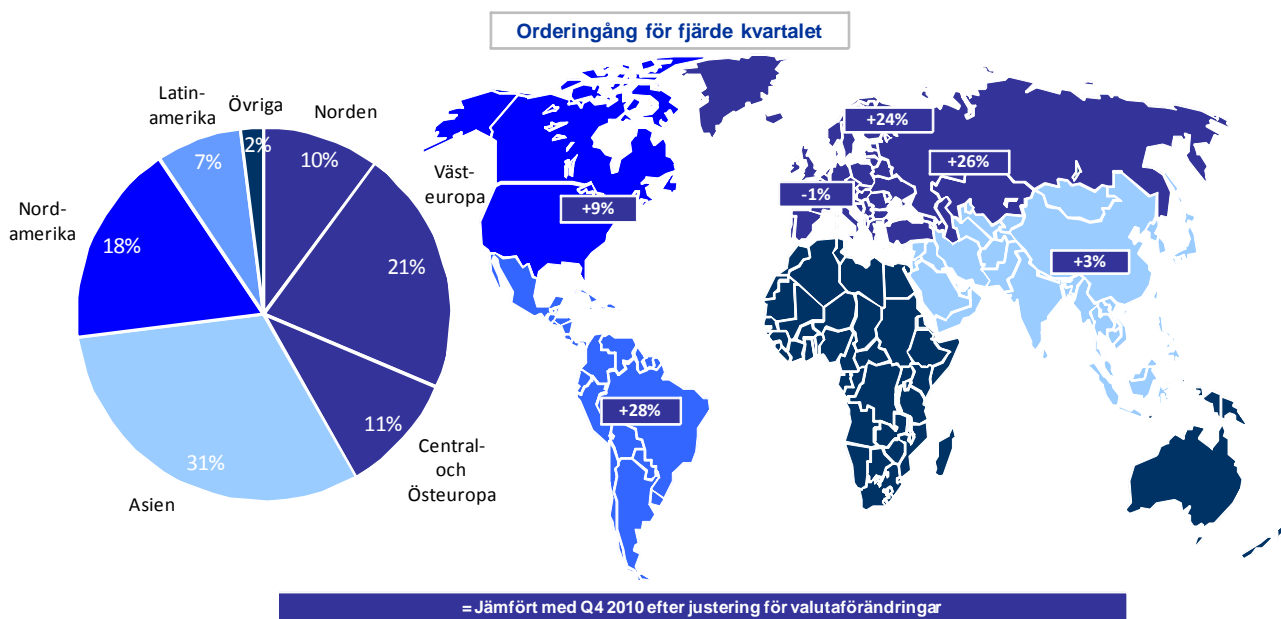 Orderingång för fjärde kvartalet
Latin-
amerika
Övriga
Norden
2%
10%
7%
Väst-
europa
Nord-
amerika
18%
21%
11%
31%
Central-
och
Östeuropa
Asien
+24%
+26%
-1%
+9%
+3%
+28%
= Jämfört med Q4 2010 efter justering för valutaförändringar